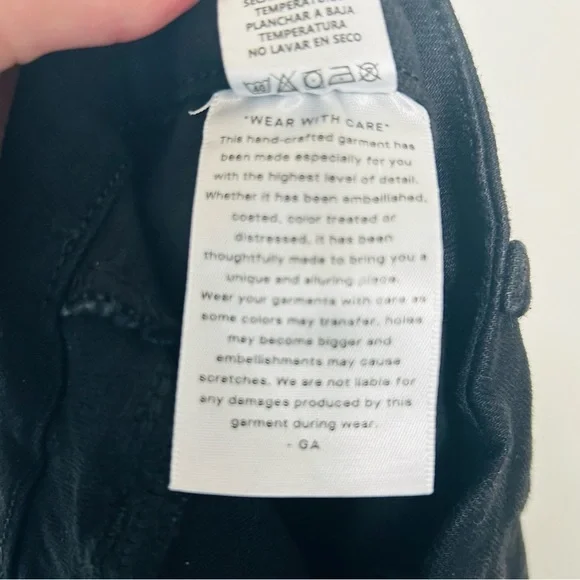 TEMPERATURA
PLANCHAR A BAJA
TEMPERATURA
NO LAVAR EN SECO
40
"WEAR WITH CARE"
This hand-crafted garment has
been made especially for you
with the highest level of detail.
Whether it has been embellished,
coated, color treated or
distressed, it has been
thoughtfully made to bring you a
unique and alluring piece.
Wear your garments with care as
some colors may transfer, holes
may become bigger and
embellishments may cause
scratches. We are not liable for
any damages produced by this
garment during wear.
- GA